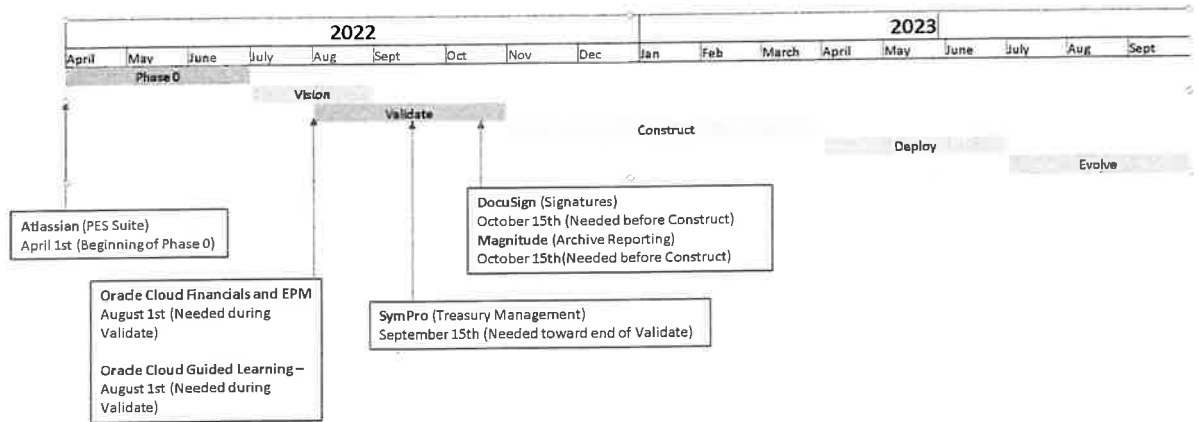 2022 2023
April May June July Aug Sept Oct Nov Dec Jan Feb March April May June July Aug Sept
Phase 0
Vision
Validate
Construct
Deploy
Evolve
Atlassian (PES Suite)
April 1st (Beginning of Phase 0)
DocuSign (Signatures)
October 15th (Needed before Construct)
Magnitude (Archive Reporting)
October 15th(Needed before Construct)
Oracle Cloud Financials and EPM
August 1st (Needed during
Validate)
Oracle Cloud Guided Learning –
August 1st (Needed during
Validate)
SymPro (Treasury Management)
September 15th (Needed toward end of Validate)